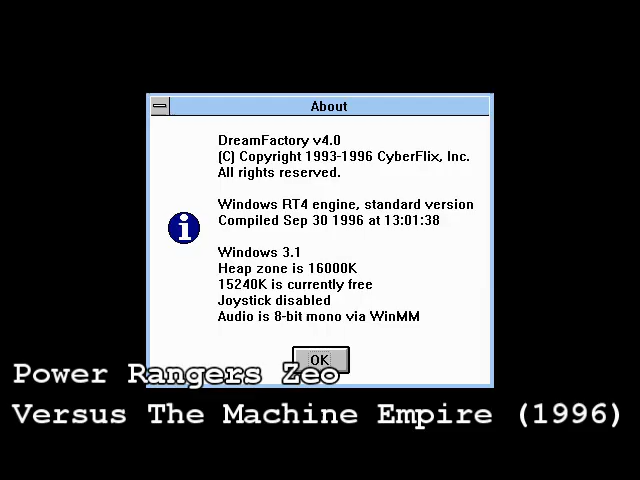 About
DreamFactory v4.0
(C) Copyright 1993-1996 CyberFlix, Inc.
All rights reserved.
Windows RT4 engine, standard version
Compiled Sep 30 1996 at 13:01:38
Windows 3.1
Heap zone is 16000K
15240K is currently free
Joystick disabled
Audio is 8-bit mono via WinMM
OK
Power Rangers Zeo
Versus The Machine Empire (1996)